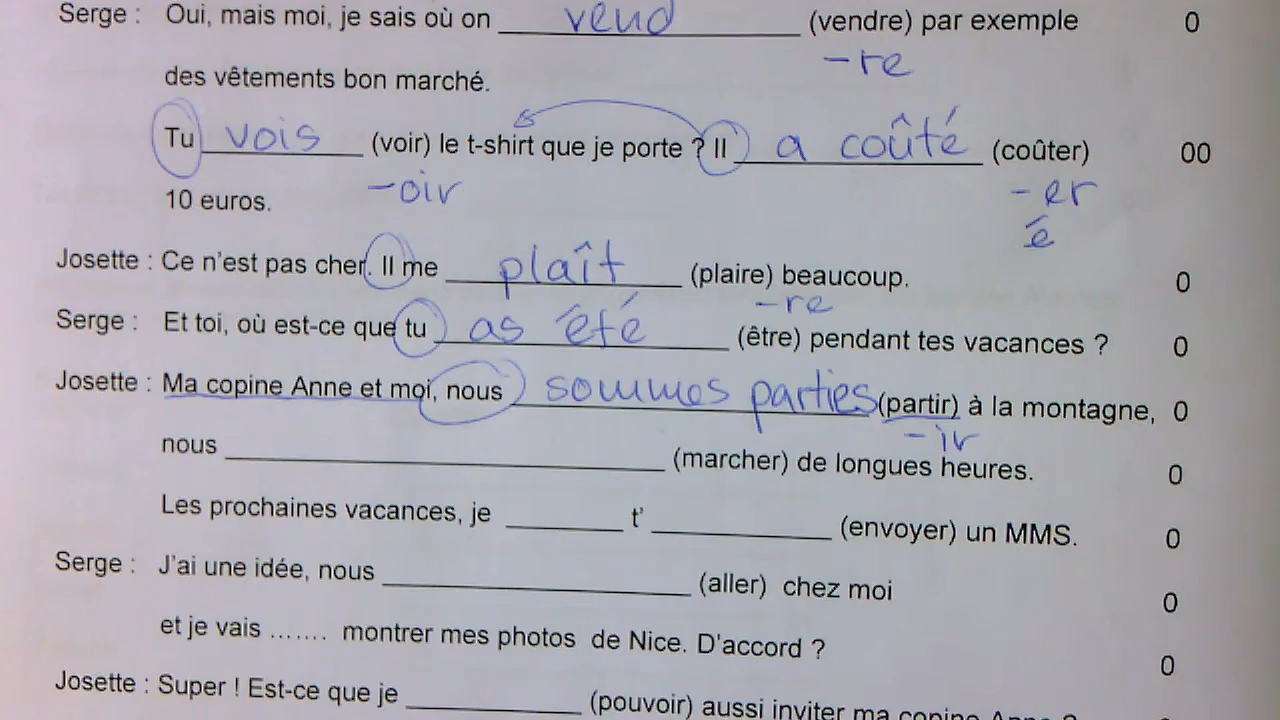 Serge : Oui, mais moi, je sais où on vend (vendre) par exemple 0
-re
des vêtements bon marché.
Tu vois (voir) le t-shirt que je porte ? Il a coûté (coûter) 00
-oir -er
10 euros. é
Josette : Ce n'est pas cher. Il me plaît (plaire) beaucoup. 0
-re
Serge : Et toi, où est-ce que tu as été (être) pendant tes vacances ? 0
Josette : Ma copine Anne et moi, nous sommes parties (partir) à la montagne, 0
-ir
nous ____ (marcher) de longues heures. 0
Les prochaines vacances, je ____ t' ____ (envoyer) un MMS. 0
Serge : J'ai une idée, nous ____ (aller) chez moi 0
et je vais ....... montrer mes photos de Nice. D'accord ? 0
Josette : Super ! Est-ce que je ____ (pouvoir) aussi inviter ma copine Anne ?